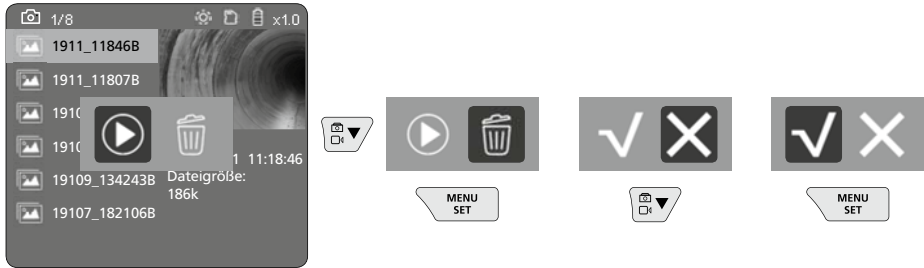 1/8
x1.0
1911_11846B
1911_11807B
1910
1910
1 11:18:46
19109_134243B
Dateigröße:
186k
19107_182106B
MENU
SET
MENU
SET